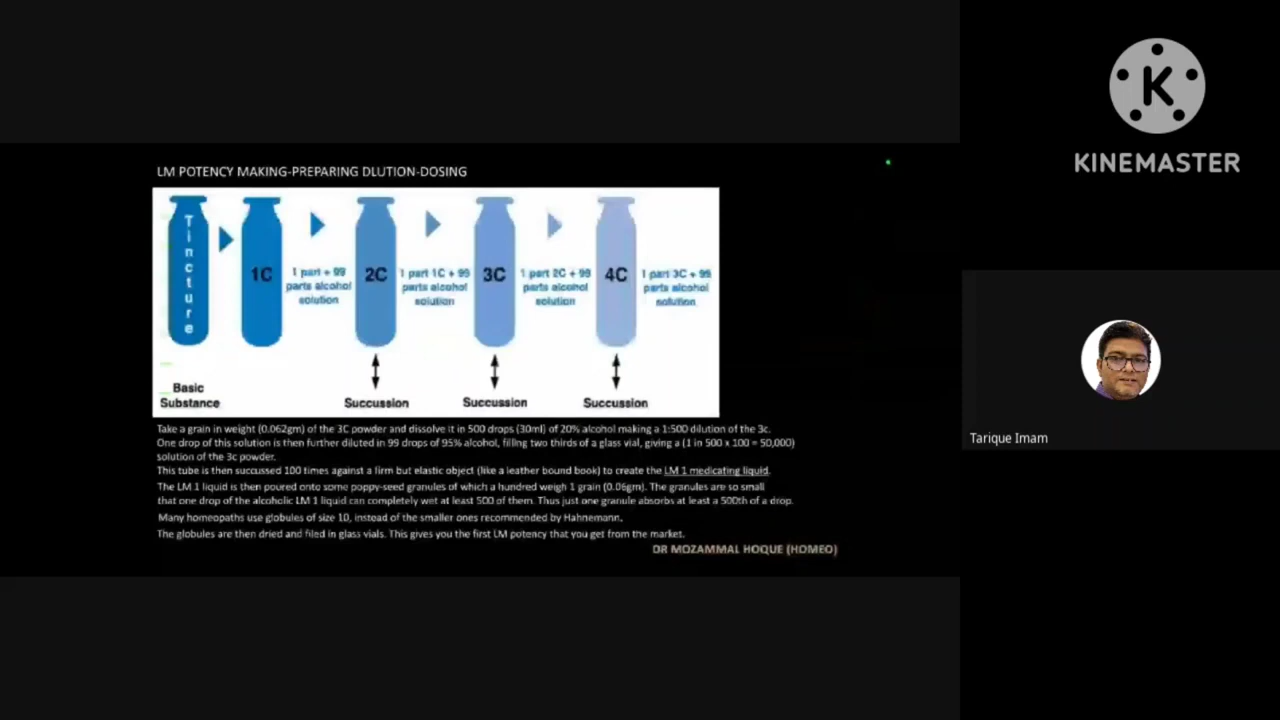 LM POTENCY MAKING-PREPARING DLUTION-DOSING
Tincture
1C
1 part + 99
parts alcohol
solution
2C
1 part 1C + 99
parts alcohol
solution
3C
1 part 2C + 99
parts alcohol
solution
4C
1 part 3C + 99
parts alcohol
solution
Basic
Substance
Succussion
Succussion
Succussion
Take a grain in weight (0.062gm) of the 3C powder and dissolve it in 500 drops (30ml) of 20% alcohol making a 1:500 dilution of the 3c.
One drop of this solution is then further diluted in 99 drops of 95% alcohol, filling two thirds of a glass vial, giving a (1 in 500 x 100 = 50,000)
solution of the 3c powder.
This tube is then succussed 100 times against a firm but elastic object (like a leather bound book) to create the LM 1 medicating liquid.
The LM 1 liquid is then poured onto some poppy-seed granules of which a hundred weigh 1 grain (0.06gm). The granules are so small
that one drop of the alcoholic LM 1 liquid can completely wet at least 500 of them. Thus just one granule absorbs at least a 500th of a drop.
Many homeopaths use globules of size 10, instead of the smaller ones recommended by Hahnemann.
The globules are then dried and filed in glass vials. This gives you the first LM potency that you get from the market.
DR MOZAMMAL HOQUE (HOMEO)
K
KINEMASTER
Tarique Imam